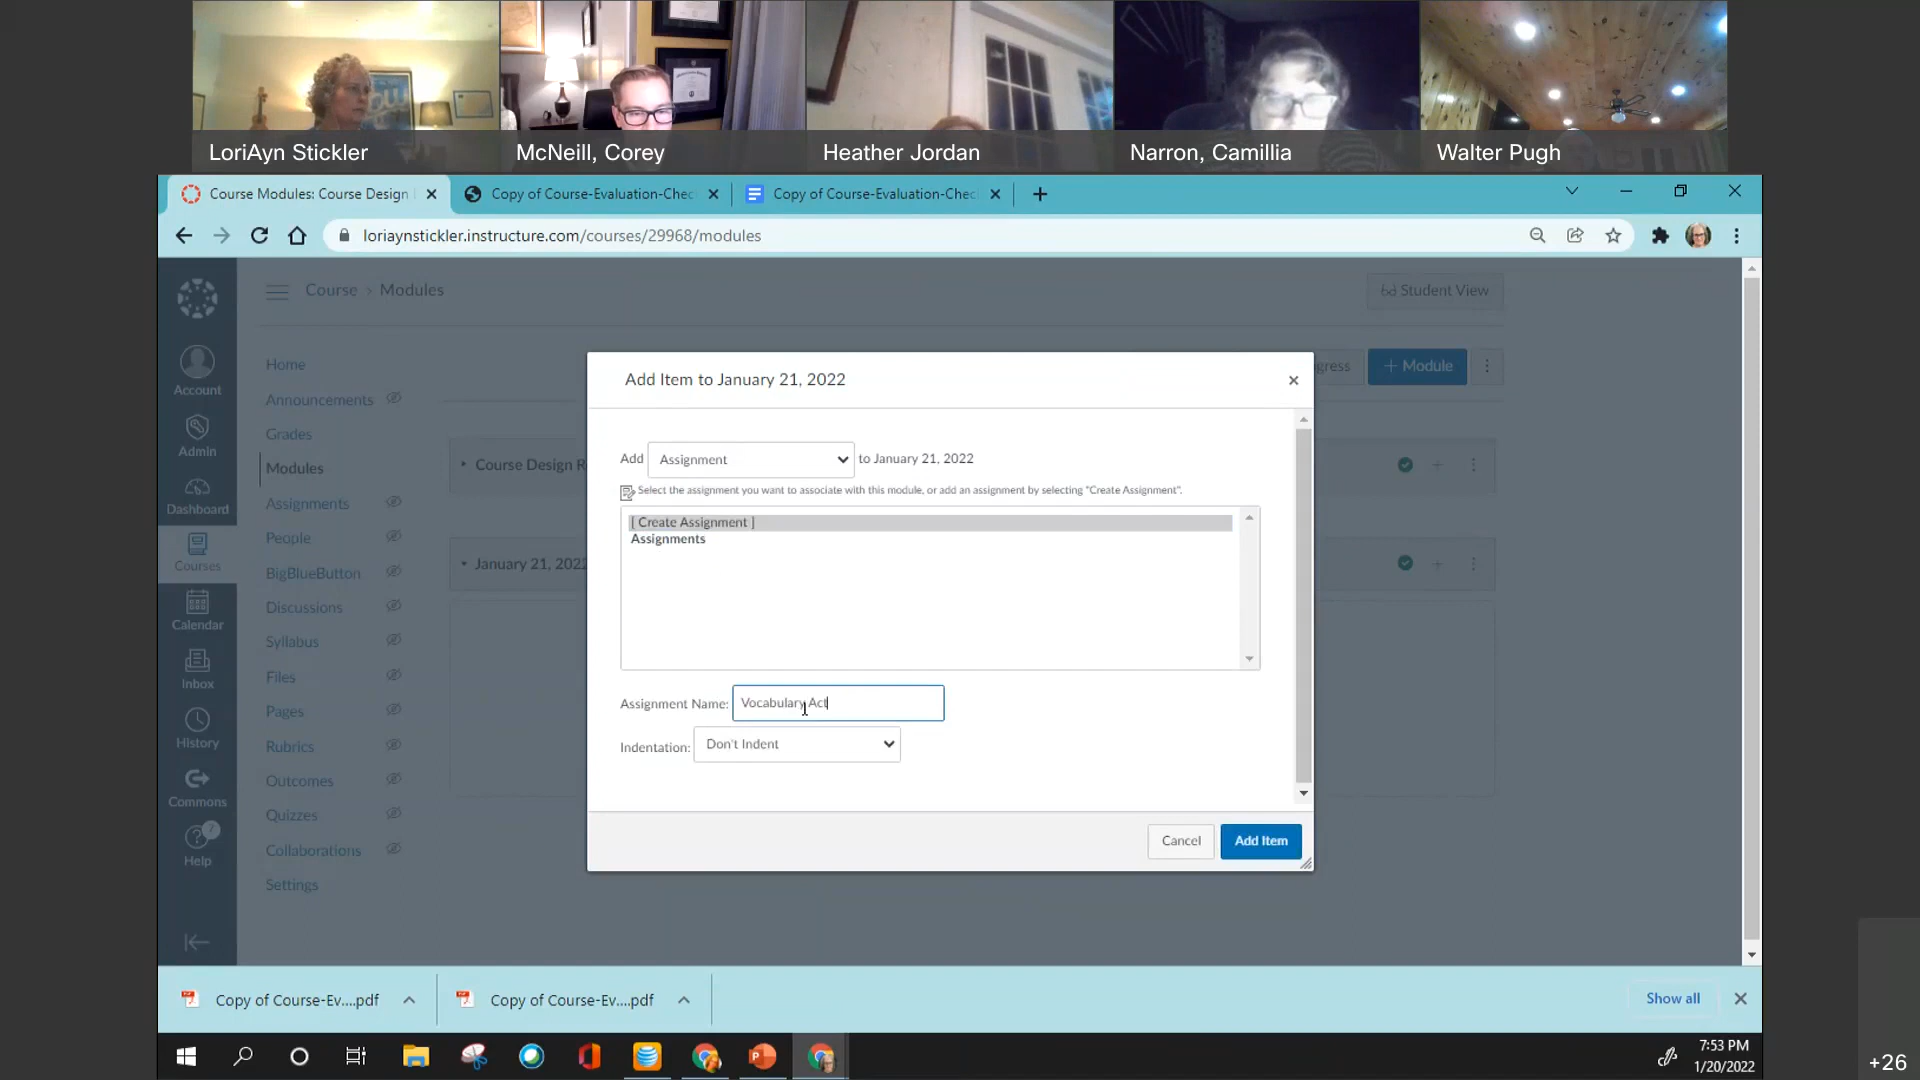 LoriAyn Stickler
McNeill, Corey
Heather Jordan
Narron, Camillia
Walter Pugh
Course Modules: Course Design
Copy of Course-Evaluation-Chec
Copy of Course-Evaluation-Chec
loriaynstickler.instructure.com/courses/29968/modules
Course > Modules
Student View
Account
Admin
Dashboard
Courses
Calendar
Inbox
History
Commons
7
Help
Home
Announcements
Grades
Modules
Assignments
People
BigBlueButton
Discussions
Syllabus
Files
Pages
Rubrics
Outcomes
Quizzes
Collaborations
Settings
gress
+ Module
Course Design R
January 21, 2022
Add Item to January 21, 2022
Add Assignment to January 21, 2022
Select the assignment you want to associate with this module, or add an assignment by selecting "Create Assignment".
[ Create Assignment ]
Assignments
Assignment Name: Vocabulary Act
Indentation: Don't Indent
Cancel
Add Item
Copy of Course-Ev....pdf
Copy of Course-Ev....pdf
Show all
7:53 PM
1/20/2022
+26